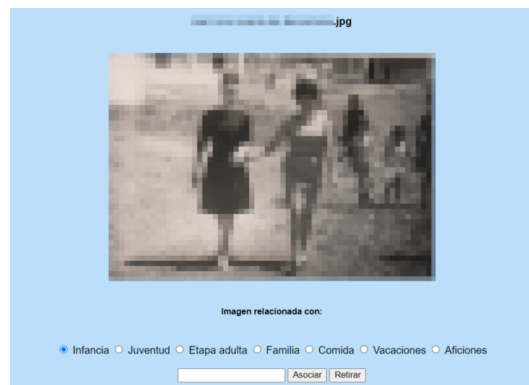 .jpg
Imagen relacionada con:
Infancia Juventud Etapa adulta Familia Comida Vacaciones Aficiones
Asociar Retirar